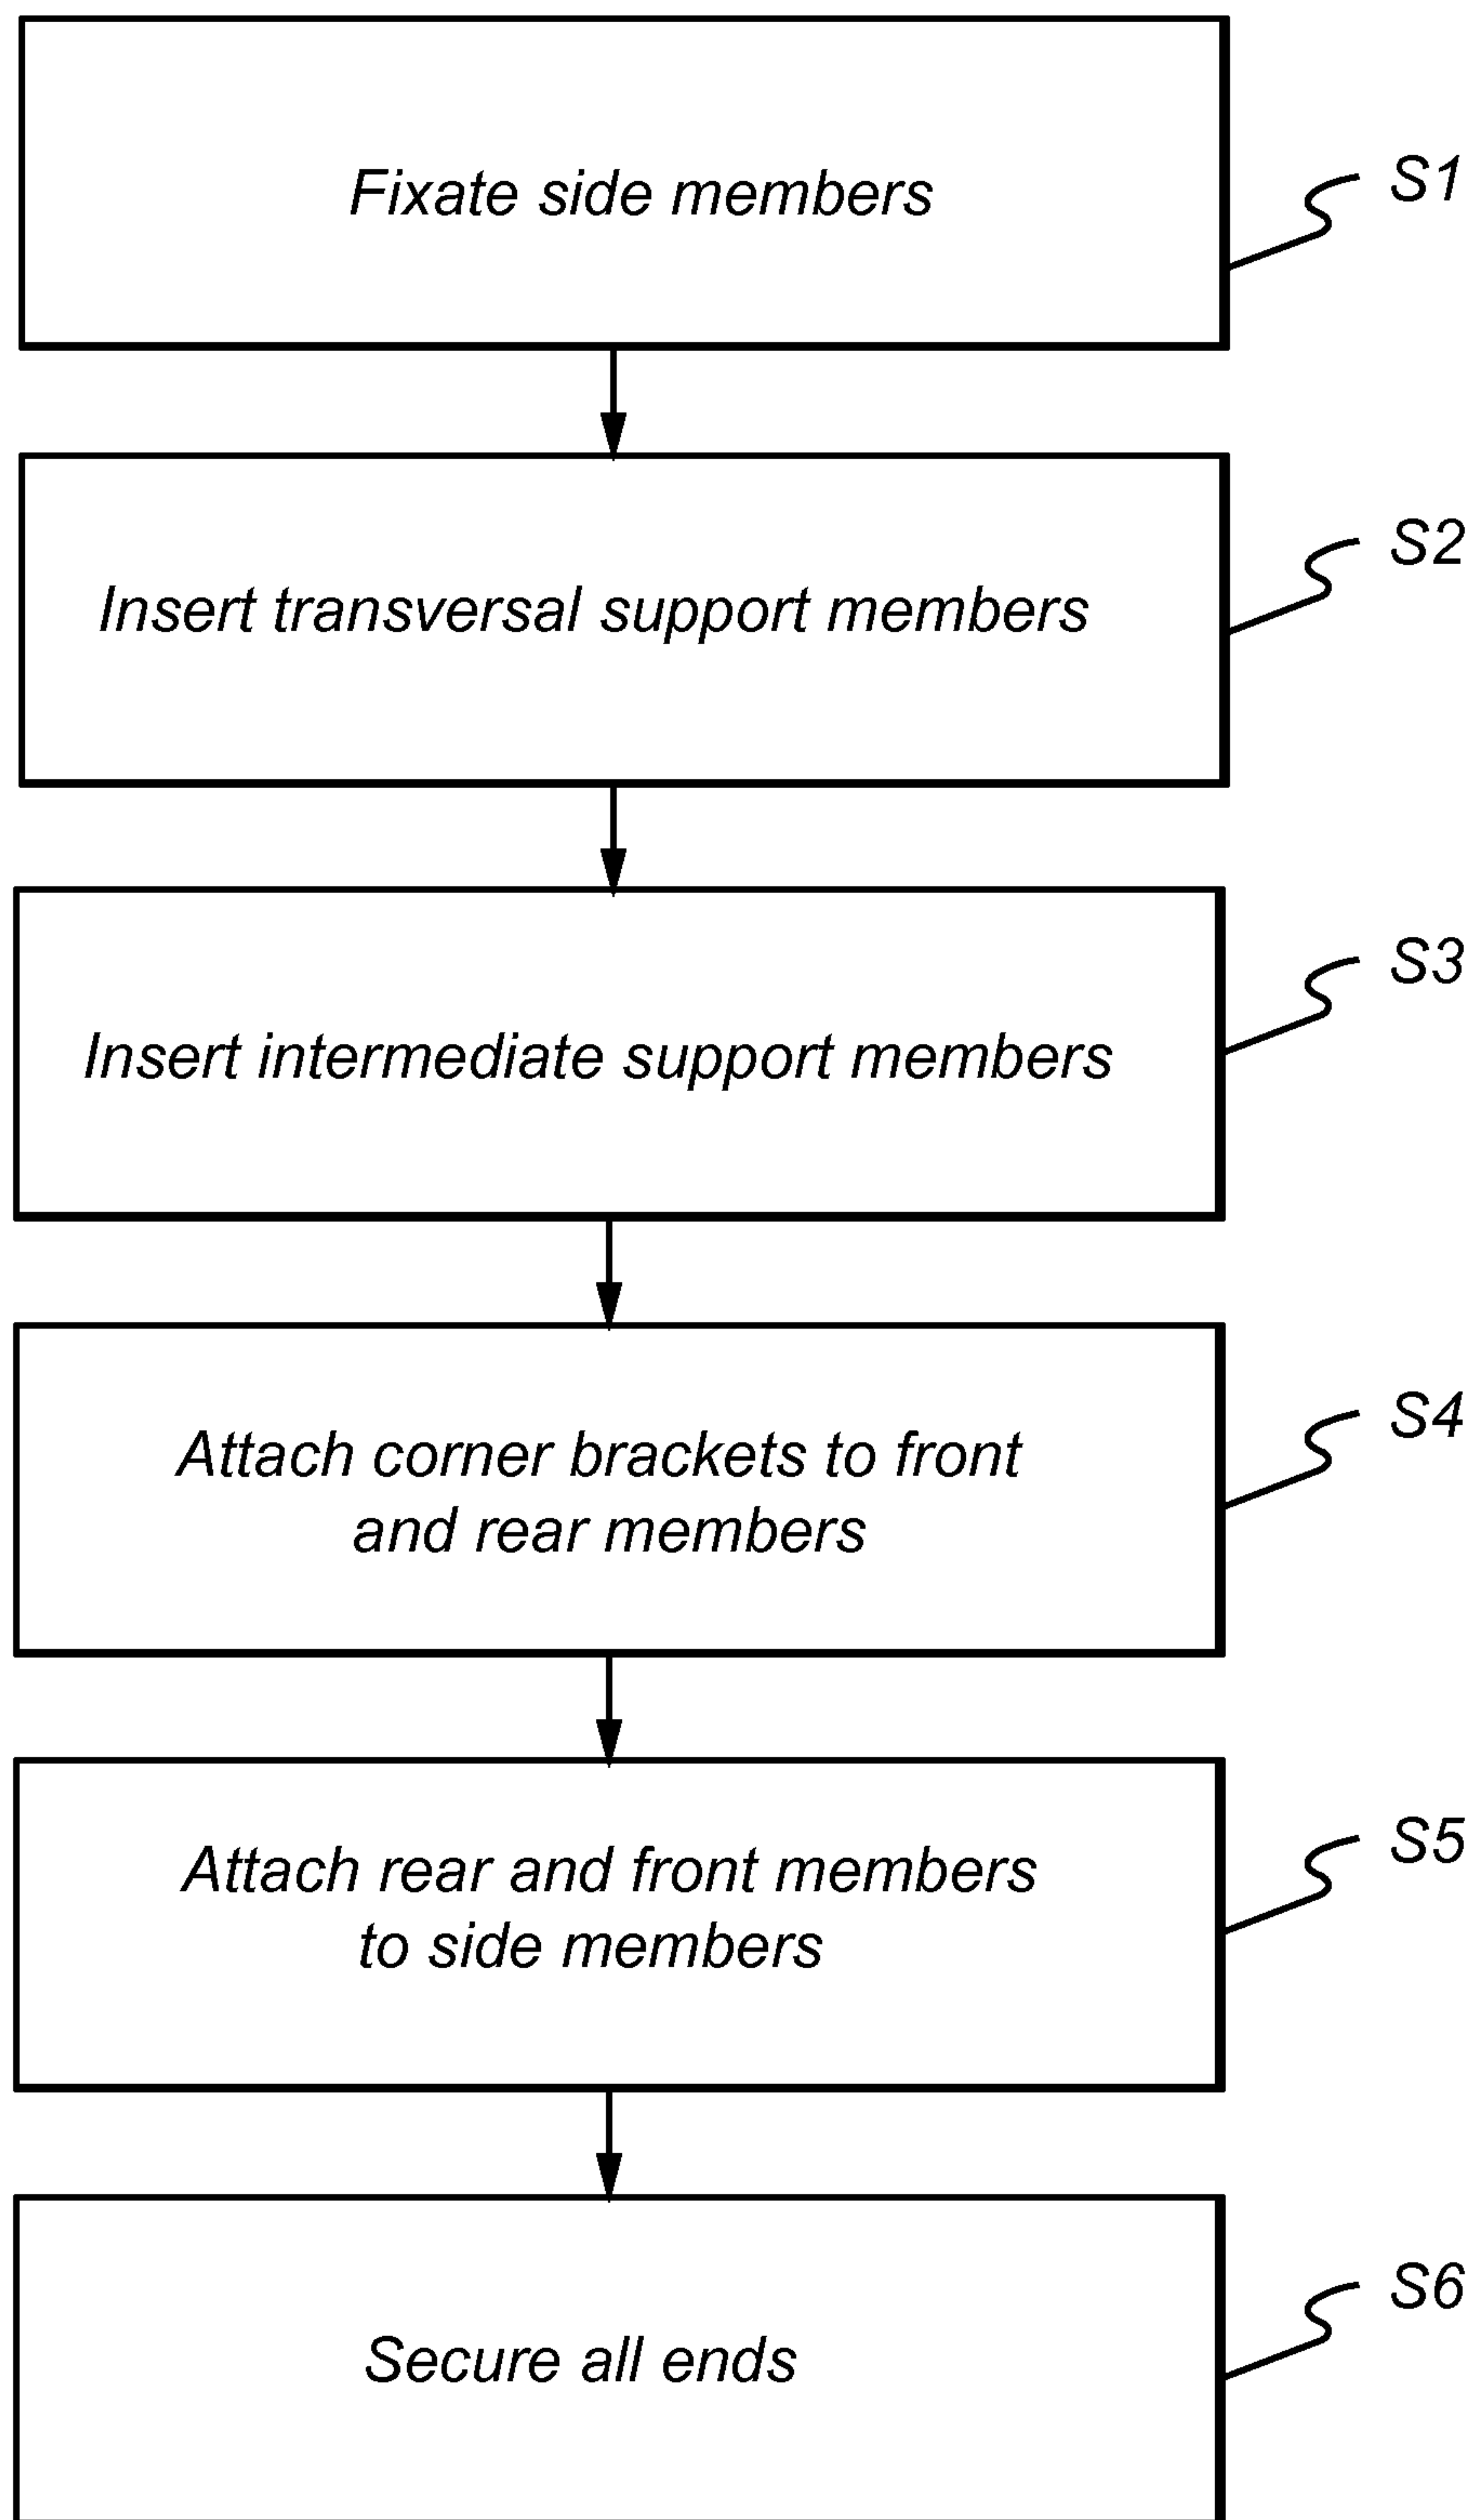 Fixate side members
S1
Insert transversal support members
S2
Insert intermediate support members
S3
Attach corner brackets to front
and rear members
S4
Attach rear and front members
to side members
S5
Secure all ends
S6